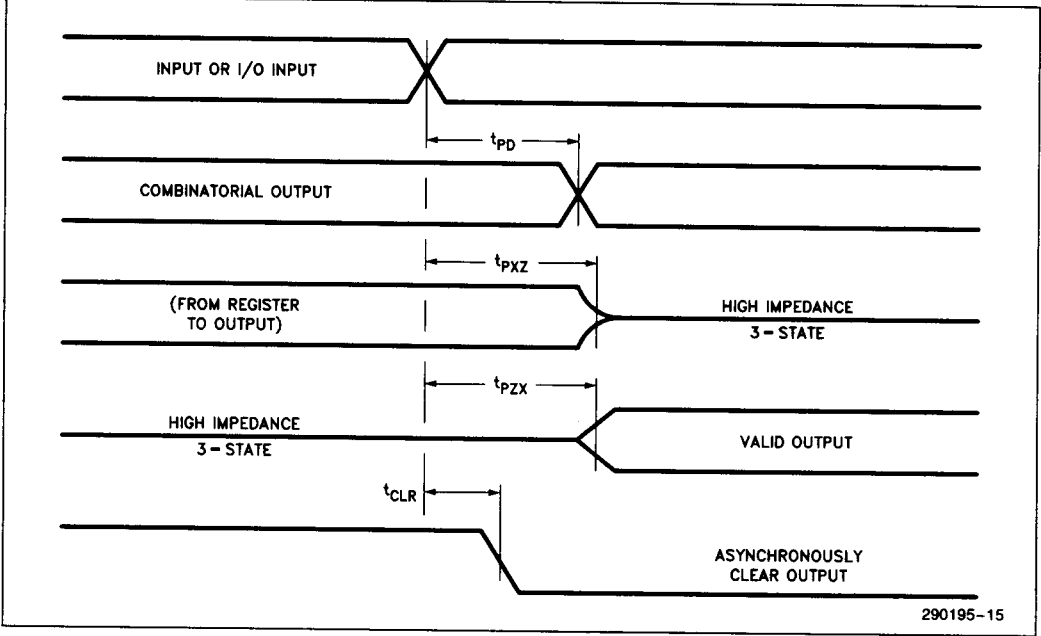 INPUT OR I/O INPUT
tPD
COMBINATORIAL OUTPUT
tPXZ
(FROM REGISTER
TO OUTPUT)
HIGH IMPEDANCE
3-STATE
tPZX
HIGH IMPEDANCE
3-STATE
VALID OUTPUT
tCLR
ASYNCHRONOUSLY
CLEAR OUTPUT
290195-15